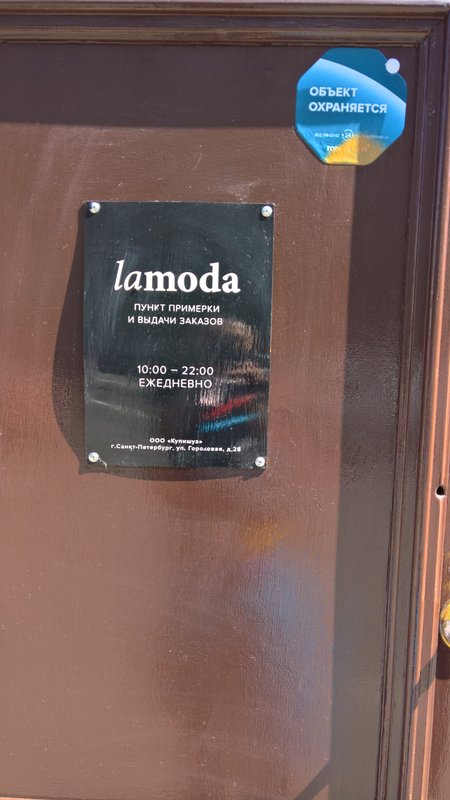 ОБЪЕКТ
ОХРАНЯЕТСЯ
lamoda
ПУНКТ ПРИМЕРКИ
И ВЫДАЧИ ЗАКАЗОВ
10:00 – 22:00
ЕЖЕДНЕВНО
ООО «Купишуз»
г.Санкт-Петербург, ул. Гороховая, д.28